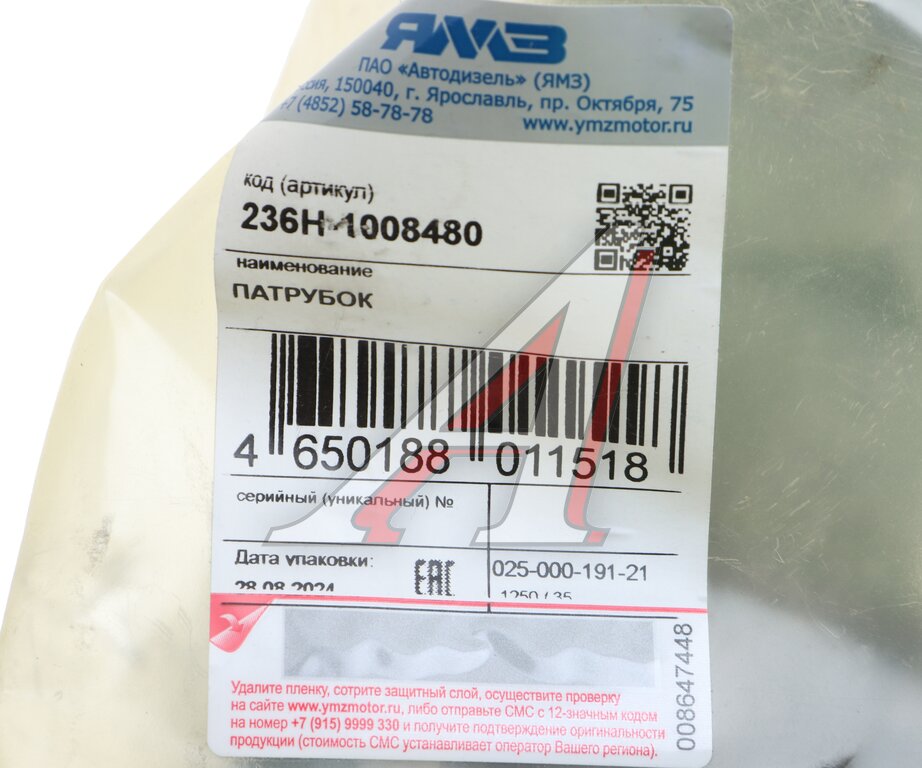 ЯМЗ
ПАО «Автодизель» (ЯМЗ)
150040, г. Ярославль, пр. Октября, 75
+7 (4852) 58-78-78
www.ymzmotor.ru
код (артикул)
236Н-1008480
наименование
ПАТРУБОК
4 650188 011518
серийный (уникальный) №
Дата упаковки:
28.08.2024
EAC
025-000-191-21
1250 / 35
008647448
Удалите пленку, сотрите защитный слой, осуществите проверку
на сайте www.ymzmotor.ru, либо отправьте СМС с 12-значным кодом
на номер +7 (915) 9999 330 и получите подтверждение оригинальности
продукции (стоимость СМС устанавливает оператор Вашего региона).